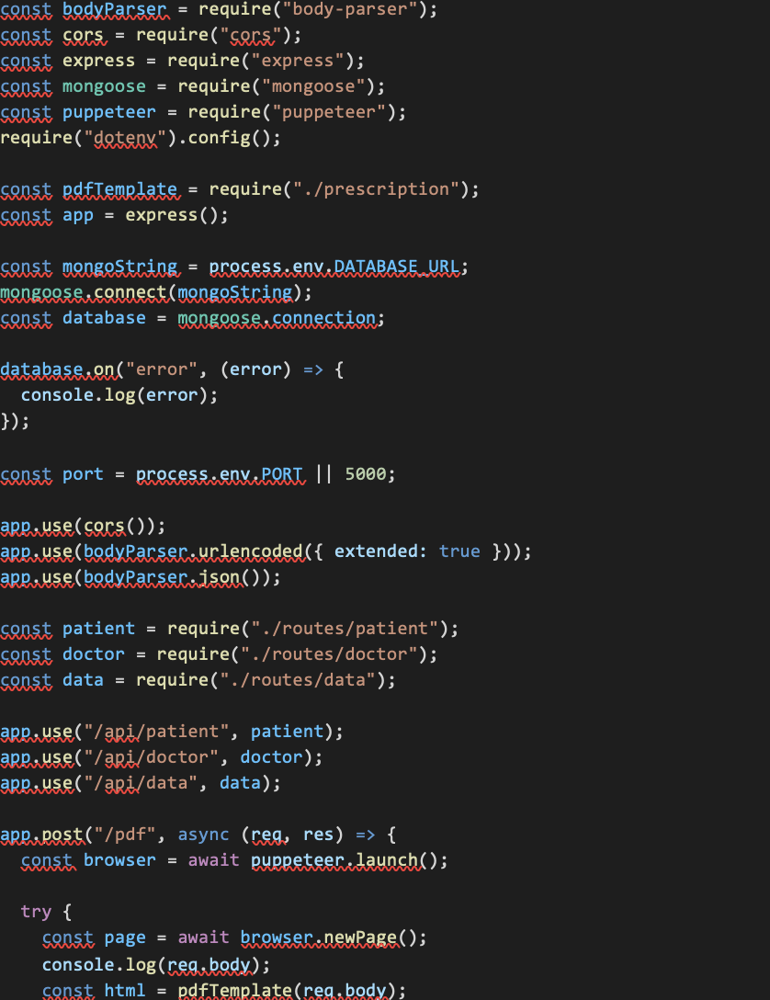 const bodyParser = require("body-parser");
const cors = require("cors");
const express = require("express");
const mongoose = require("mongoose");
const puppeteer = require("puppeteer");
require("dotenv").config();

const pdfTemplate = require("./prescription");
const app = express();

const mongoString = process.env.DATABASE_URL;
mongoose.connect(mongoString);
const database = mongoose.connection;

database.on("error", (error) => {
  console.log(error);
});

const port = process.env.PORT || 5000;

app.use(cors());
app.use(bodyParser.urlencoded({ extended: true }));
app.use(bodyParser.json());

const patient = require("./routes/patient");
const doctor = require("./routes/doctor");
const data = require("./routes/data");

app.use("/api/patient", patient);
app.use("/api/doctor", doctor);
app.use("/api/data", data);

app.post("/pdf", async (req, res) => {
  const browser = await puppeteer.launch();

  try {
    const page = await browser.newPage();
    console.log(req.body);
    const html = pdfTemplate(req.body);